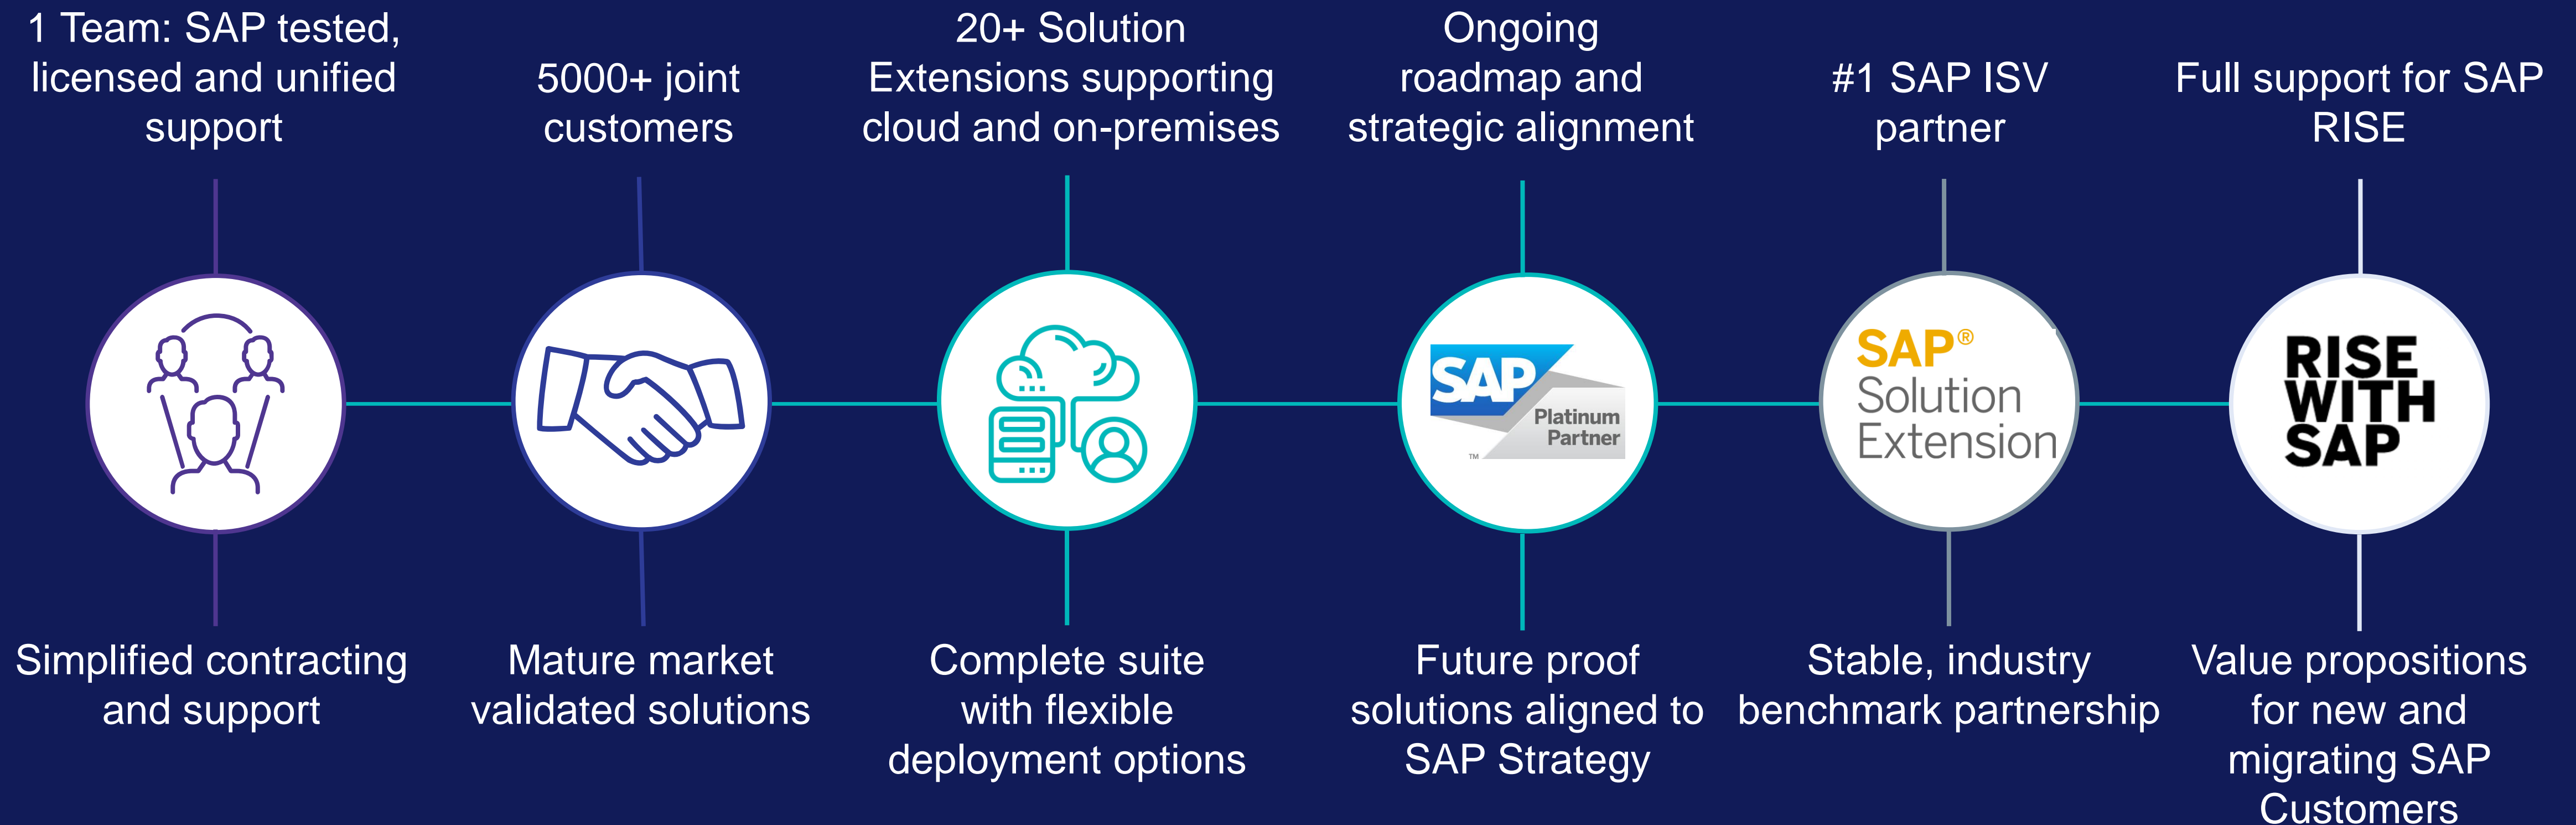 1 Team: SAP tested,
licensed and unified
support
5000+ joint
customers
20+ Solution
Extensions supporting
cloud and on-premises
Ongoing
roadmap and
strategic alignment
#1 SAP ISV
partner
Full support for SAP
RISE
SAP
Platinum
Partner
TM
SAP®
Solution
Extension
RISE
WITH
SAP
Simplified contracting
and support
Mature market
validated solutions
Complete suite
with flexible
deployment options
Future proof
solutions aligned to
SAP Strategy
Stable, industry
benchmark partnership
Value propositions
for new and
migrating SAP
Customers